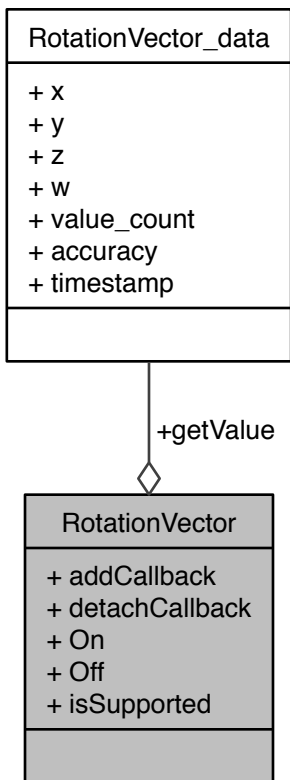 RotationVector_data
+ x
+ y
+ z
+ w
+ value_count
+ accuracy
+ timestamp
+getValue
RotationVector
+ addCallback
+ detachCallback
+ On
+ Off
+ isSupported